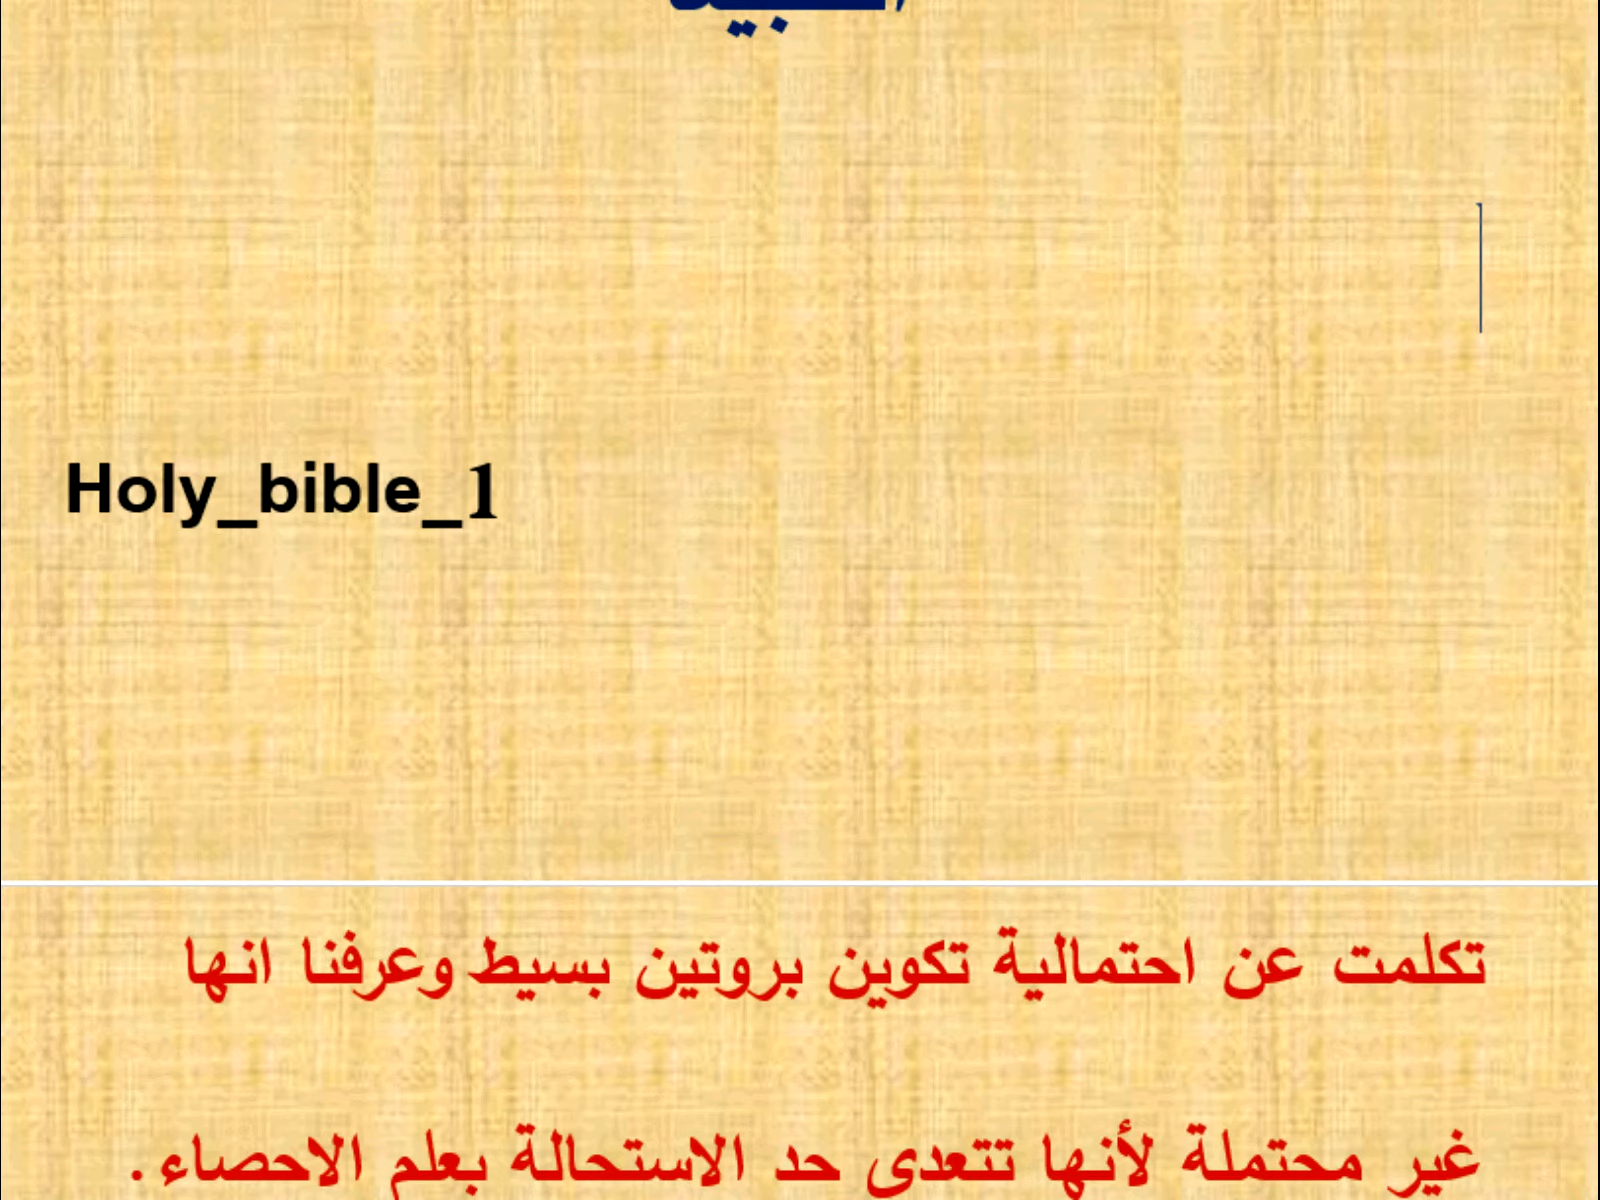 Holy_bible_1
تكلمت عن احتمالية تكوين بروتين بسيط وعرفنا انها
غير محتملة لأنها تتعدى حد الاستحالة بعلم الاحصاء .